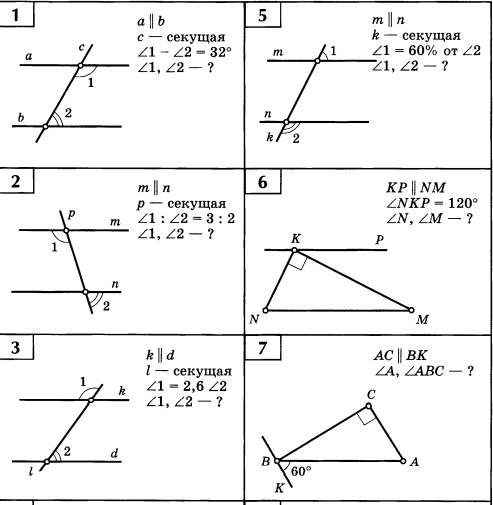 1
a ∥ b
c — секущая
∠1 − ∠2 = 32°
∠1, ∠2 — ?
c
a
1
b
2
2
m ∥ n
p — секущая
∠1 : ∠2 = 3 : 2
∠1, ∠2 — ?
p
m
1
n
2
3
k ∥ d
l — секущая
∠1 = 2,6 ∠2
∠1, ∠2 — ?
1
k
2
d
l
5
m ∥ n
k — секущая
∠1 = 60% от ∠2
∠1, ∠2 — ?
m
1
n
k
2
6
KP ∥ NM
∠NKP = 120°
∠N, ∠M — ?
K
P
N
M
7
AC ∥ BK
∠A, ∠ABC — ?
C
B
60°
A
K